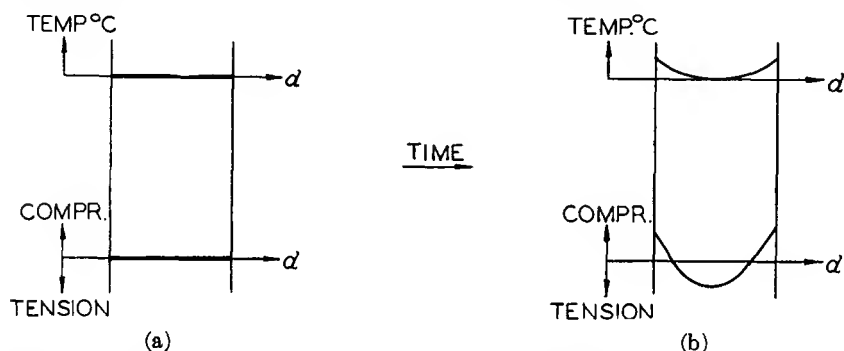 TEMP °C
d
COMPR.
d
TENSION
(a)
TIME
TEMP. °C
d
COMPR.
d
TENSION
(b)